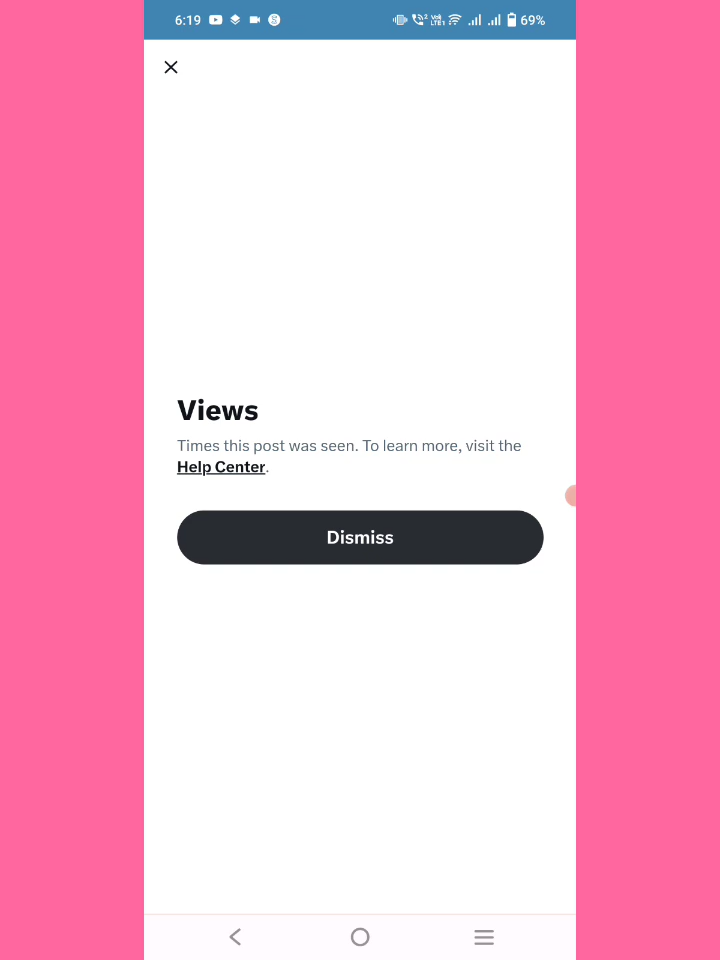 6:19 69%
Views
Times this post was seen. To learn more, visit the
Help Center.
Dismiss